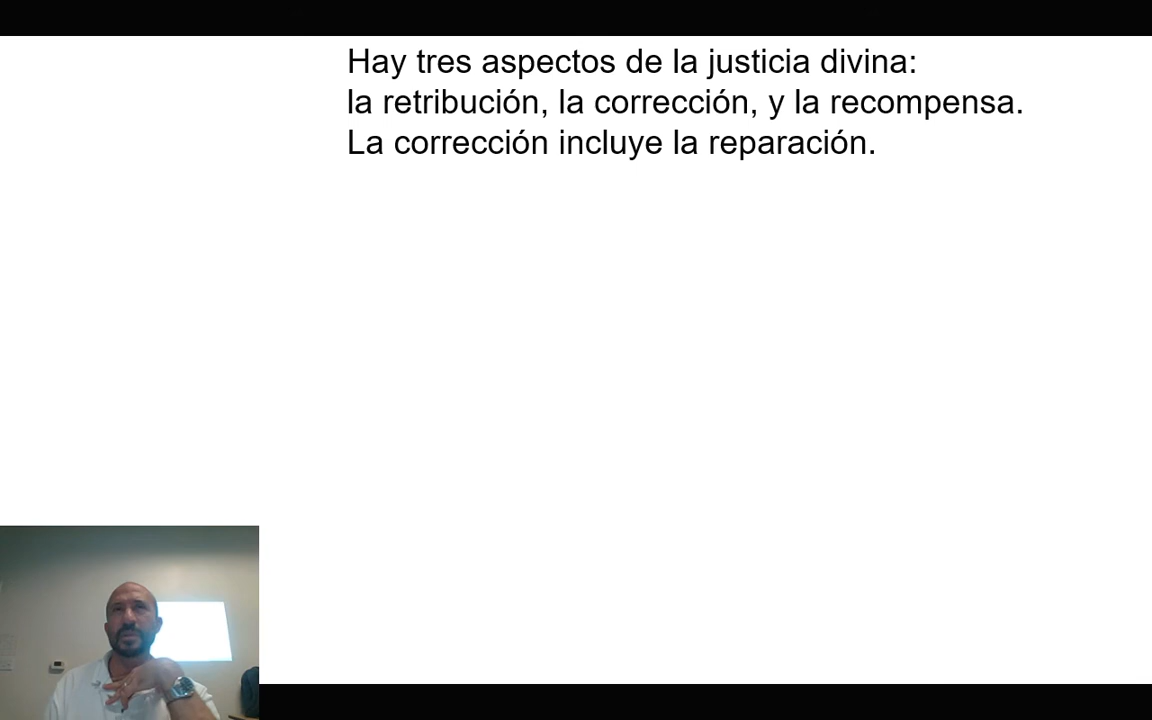 Hay tres aspectos de la justicia divina:
la retribución, la corrección, y la recompensa.
La corrección incluye la reparación.